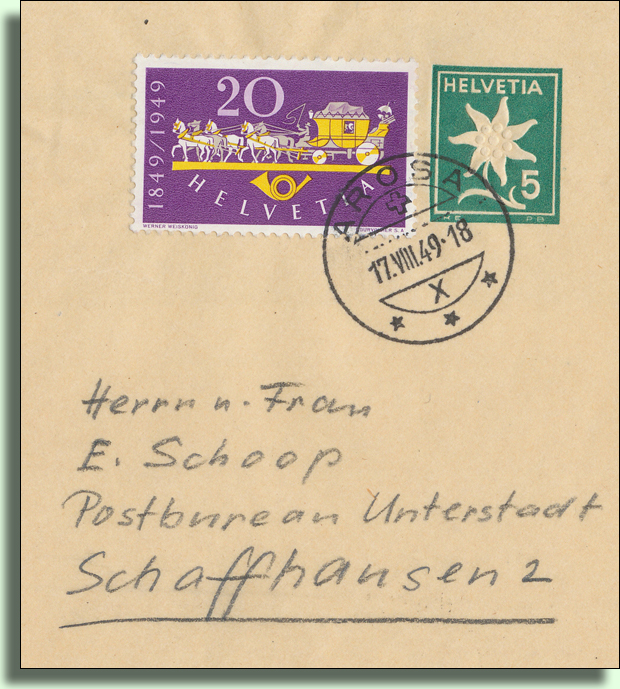 1849/1949
20
HELVETIA
WERNER WEISKÖNIG
HELVETIA
5
AROSA
17.VIII.49-18
X
Herrn u. Frau
E. Schoop
Postbureau Unterstadt
Schaffhausen 2